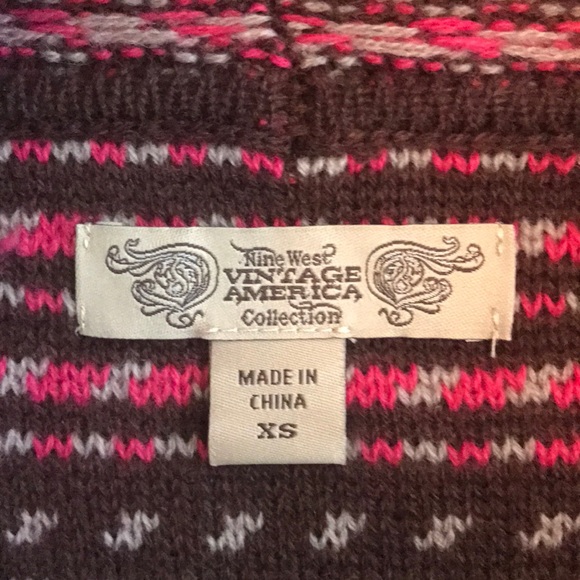 Nine West
VINTAGE
AMERICA
Collection
MADE IN
CHINA
XS